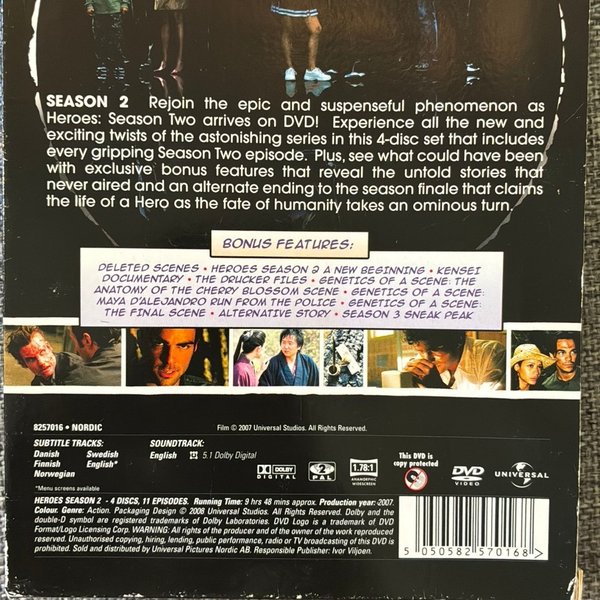 SEASON 2 Rejoin the epic and suspenseful phenomenon as
Heroes: Season Two arrives on DVD! Experience all the new and
exciting twists of the astonishing series in this 4-disc set that includes
every gripping Season Two episode. Plus, see what could have been
with exclusive bonus features that reveal the untold stories that
never aired and an alternate ending to the season finale that claims
the life of a Hero as the fate of humanity takes an ominous turn.
BONUS FEATURES:
DELETED SCENES • HEROES SEASON 2 A NEW BEGINNING • KENSEI
DOCUMENTARY • THE DRUCKER FILES • GENETICS OF A SCENE: THE
ANATOMY OF THE CHERRY BLOSSOM SCENE • GENETICS OF A SCENE:
MAYA D'ALEJANDRO RUN FROM THE POLICE • GENETICS OF A SCENE:
THE FINAL SCENE • ALTERNATIVE STORY • SEASON 3 SNEAK PEAK
8257016 • NORDIC
Film © 2007 Universal Studios. All Rights Reserved.
SUBTITLE TRACKS:
Danish Swedish
Finnish English*
Norwegian
*Menu screens available
SOUNDTRACK:
English 5.1 Dolby Digital
DOLBY
DIGITAL
2
PAL
1.78:1
ANAMORPHIC
WIDESCREEN
This DVD is
copy protected
DVD
VIDEO
UNIVERSAL
HEROES SEASON 2 - 4 DISCS, 11 EPISODES. Running Time: 9 hrs 48 mins approx. Production year: 2007.
Colour. Genre: Action. Packaging Design © 2008 Universal Studios. All Rights Reserved. Dolby and the
double-D symbol are registered trademarks of Dolby Laboratories. DVD Logo is a trademark of DVD
Format/Logo Licensing Corp. WARNING: All rights of the producer and of the owner of the work reproduced
reserved. Unauthorised copying, hiring, lending, public performance, radio or TV broadcasting of this DVD is
prohibited. Sold and distributed by Universal Pictures Nordic AB. Responsible Publisher: Ivor Viljoen.
5 050582 570168 >